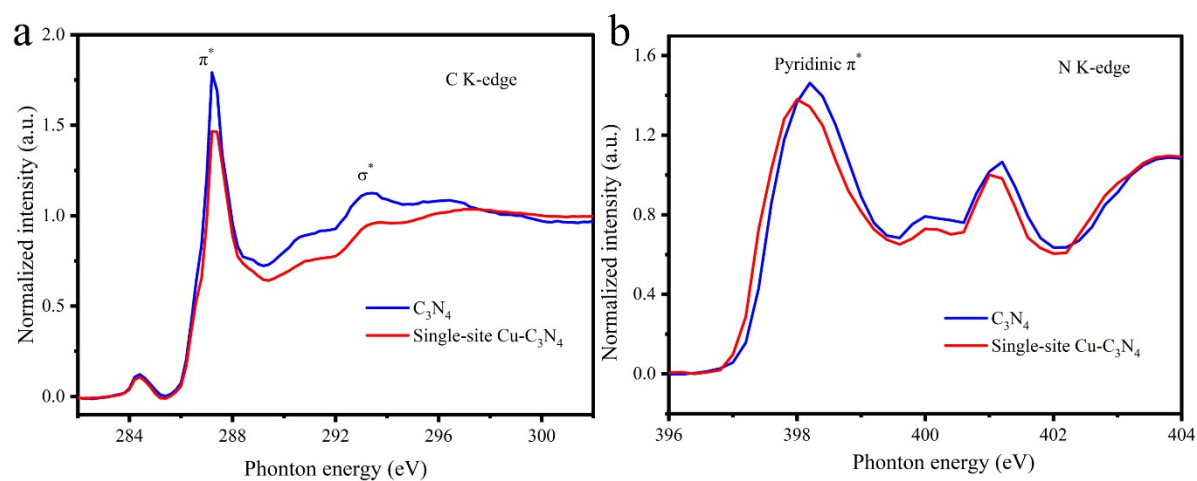 a
π*
C K-edge
σ*
C₃N₄
Single-site Cu-C₃N₄
Normalized intensity (a.u.)
0.0
0.5
1.0
1.5
2.0
284
288
292
296
300
Phonton energy (eV)
b
Pyridinic π*
N K-edge
C₃N₄
Single-site Cu-C₃N₄
Normalized intensity (a.u.)
0.0
0.4
0.8
1.2
1.6
396
398
400
402
404
Phonton energy (eV)